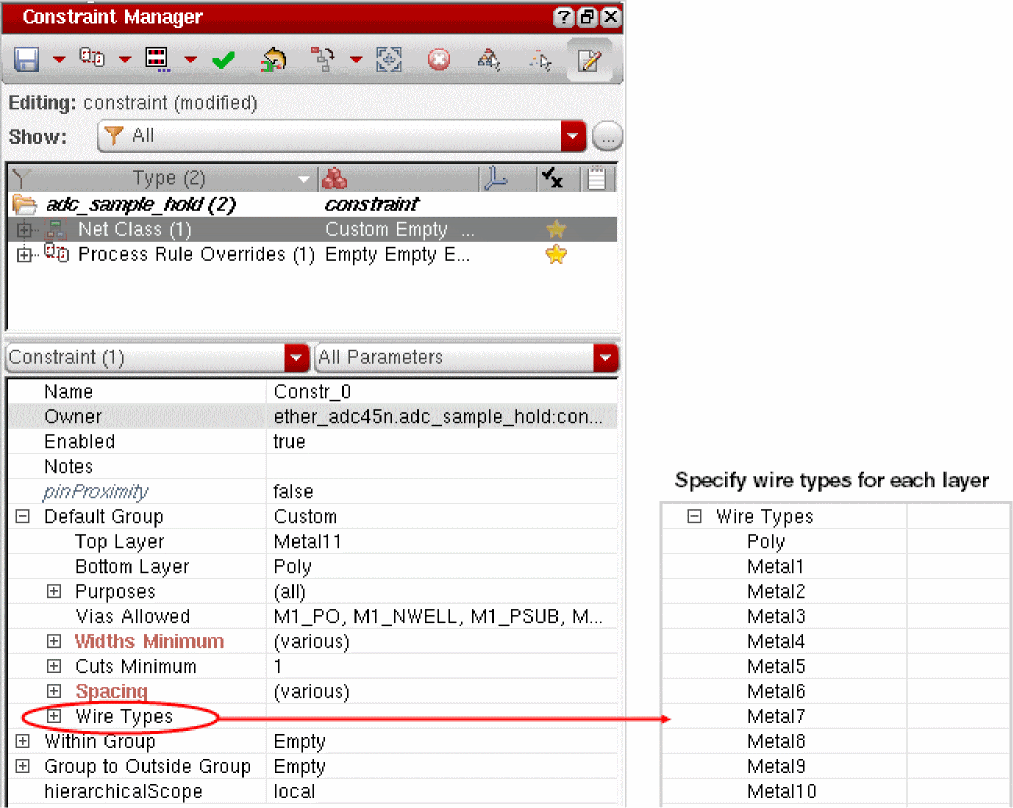 Constraint Manager
Editing: constraint (modified)
Show: All
...
Type (2)
adc_sample_hold (2) constraint
Net Class (1) Custom Empty ...
Process Rule Overrides (1) Empty Empty E...
Constraint (1) All Parameters
Name Constr_0
Owner ether_adc45n.adc_sample_hold:con...
Enabled true
Notes
pinProximity false
Default Group Custom
Top Layer Metal11
Bottom Layer Poly
Purposes (all)
Vias Allowed M1_PO, M1_NWELL, M1_PSUB, M...
Widths Minimum (various)
Cuts Minimum 1
Spacing (various)
Wire Types
Within Group Empty
Group to Outside Group Empty
hierarchicalScope local
Specify wire types for each layer
Wire Types
Poly
Metal1
Metal2
Metal3
Metal4
Metal5
Metal6
Metal7
Metal8
Metal9
Metal10